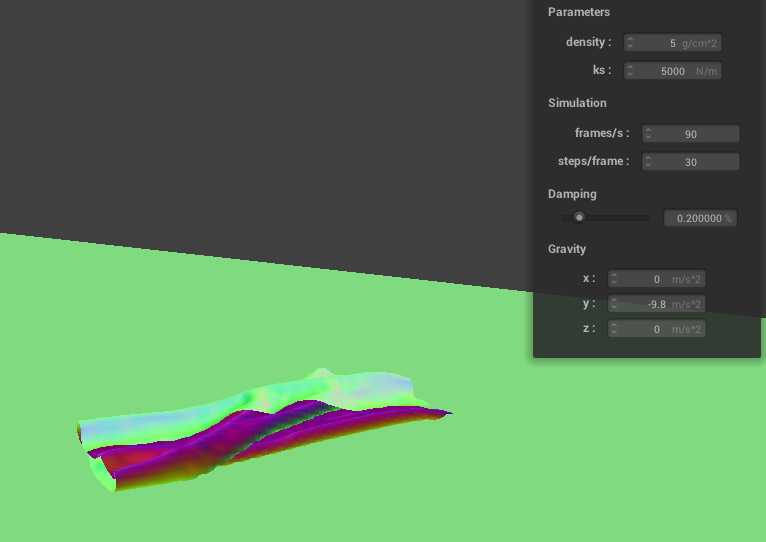 Parameters
density : 5 g/cm^2
ks : 5000 N/m
Simulation
frames/s : 90
steps/frame : 30
Damping
0.200000 %
Gravity
x : 0 m/s^2
y : -9.8 m/s^2
z : 0 m/s^2